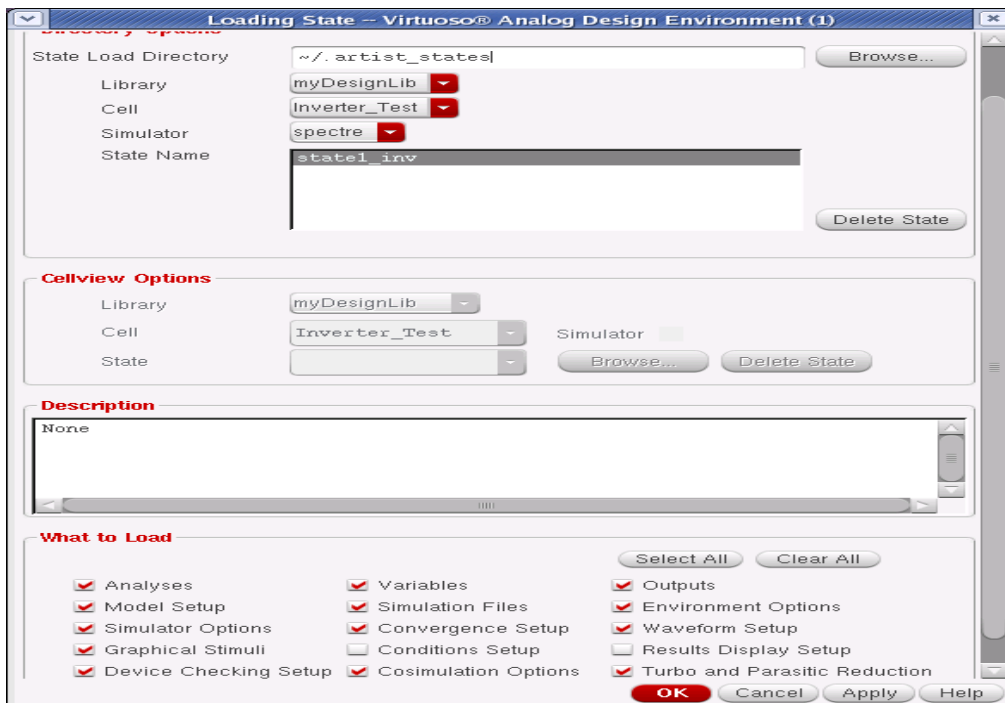 Loading State -- Virtuoso® Analog Design Environment (1)
Directory Options
State Load Directory ~/.artist_states Browse...
Library myDesignLib
Cell Inverter_Test
Simulator spectre
State Name state1_inv
Delete State
Cellview Options
Library myDesignLib
Cell Inverter_Test Simulator
State Browse... Delete State
Description
None
What to Load
Select All Clear All
Analyses Variables Outputs
Model Setup Simulation Files Environment Options
Simulator Options Convergence Setup Waveform Setup
Graphical Stimuli Conditions Setup Results Display Setup
Device Checking Setup Cosimulation Options Turbo and Parasitic Reduction
OK Cancel Apply Help